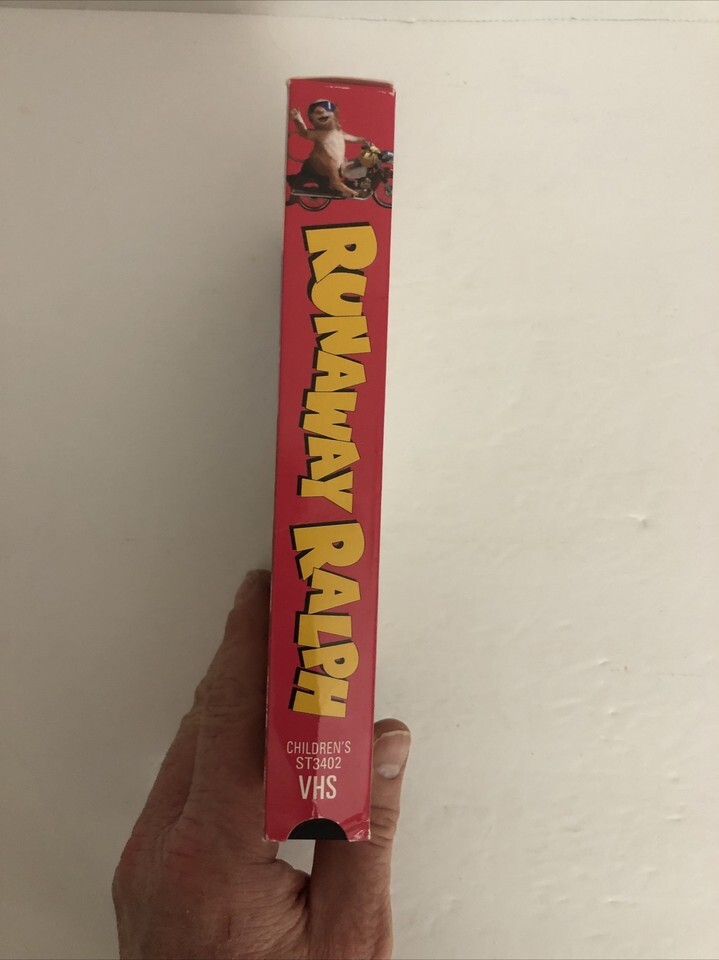 RUNAWAY RALPH
CHILDREN'S
ST3402
VHS